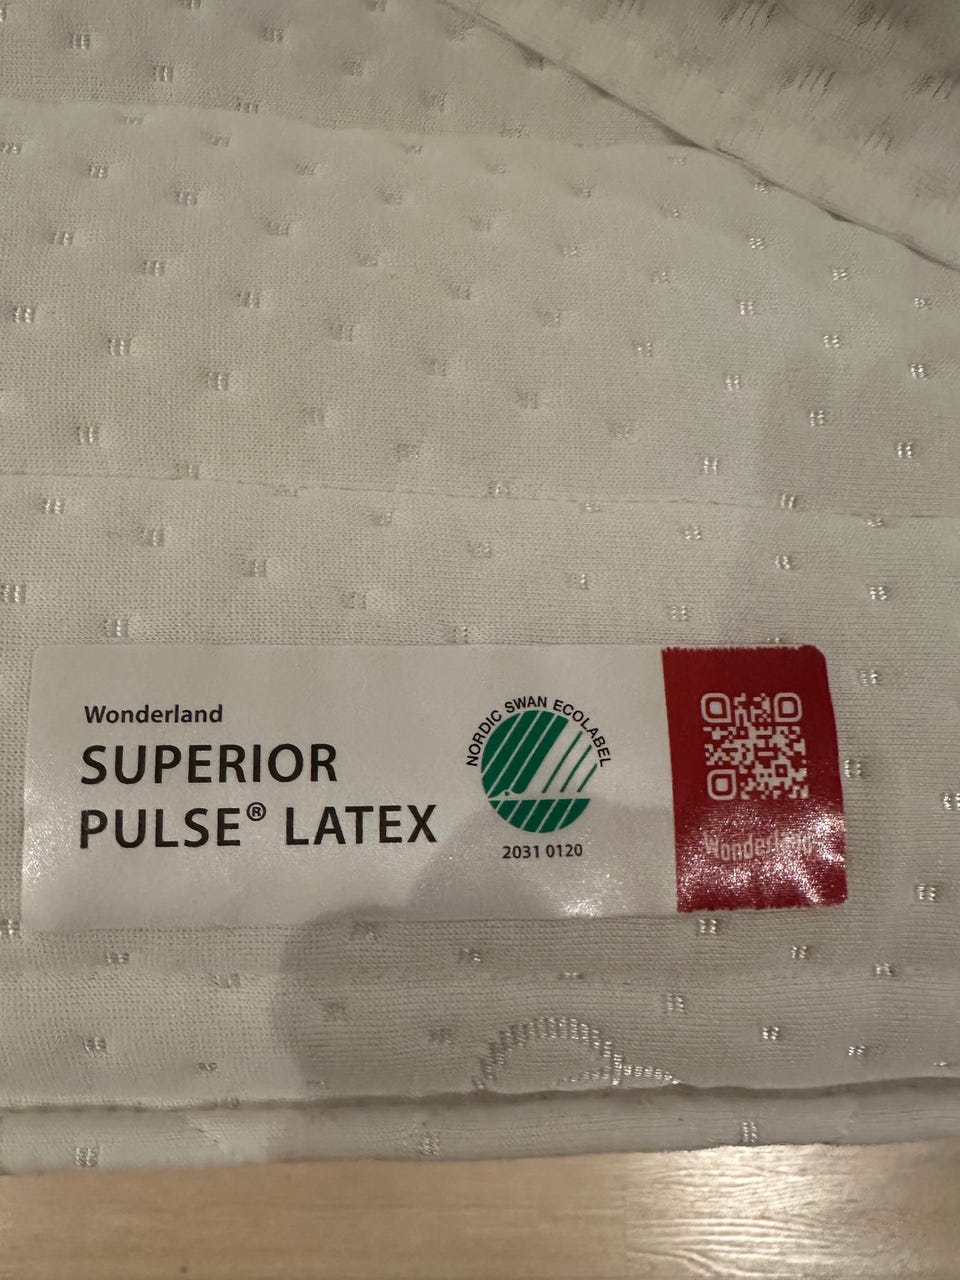 Wonderland
SUPERIOR
PULSE® LATEX
NORDIC SWAN ECOLABEL
2031 0120
Wonderland